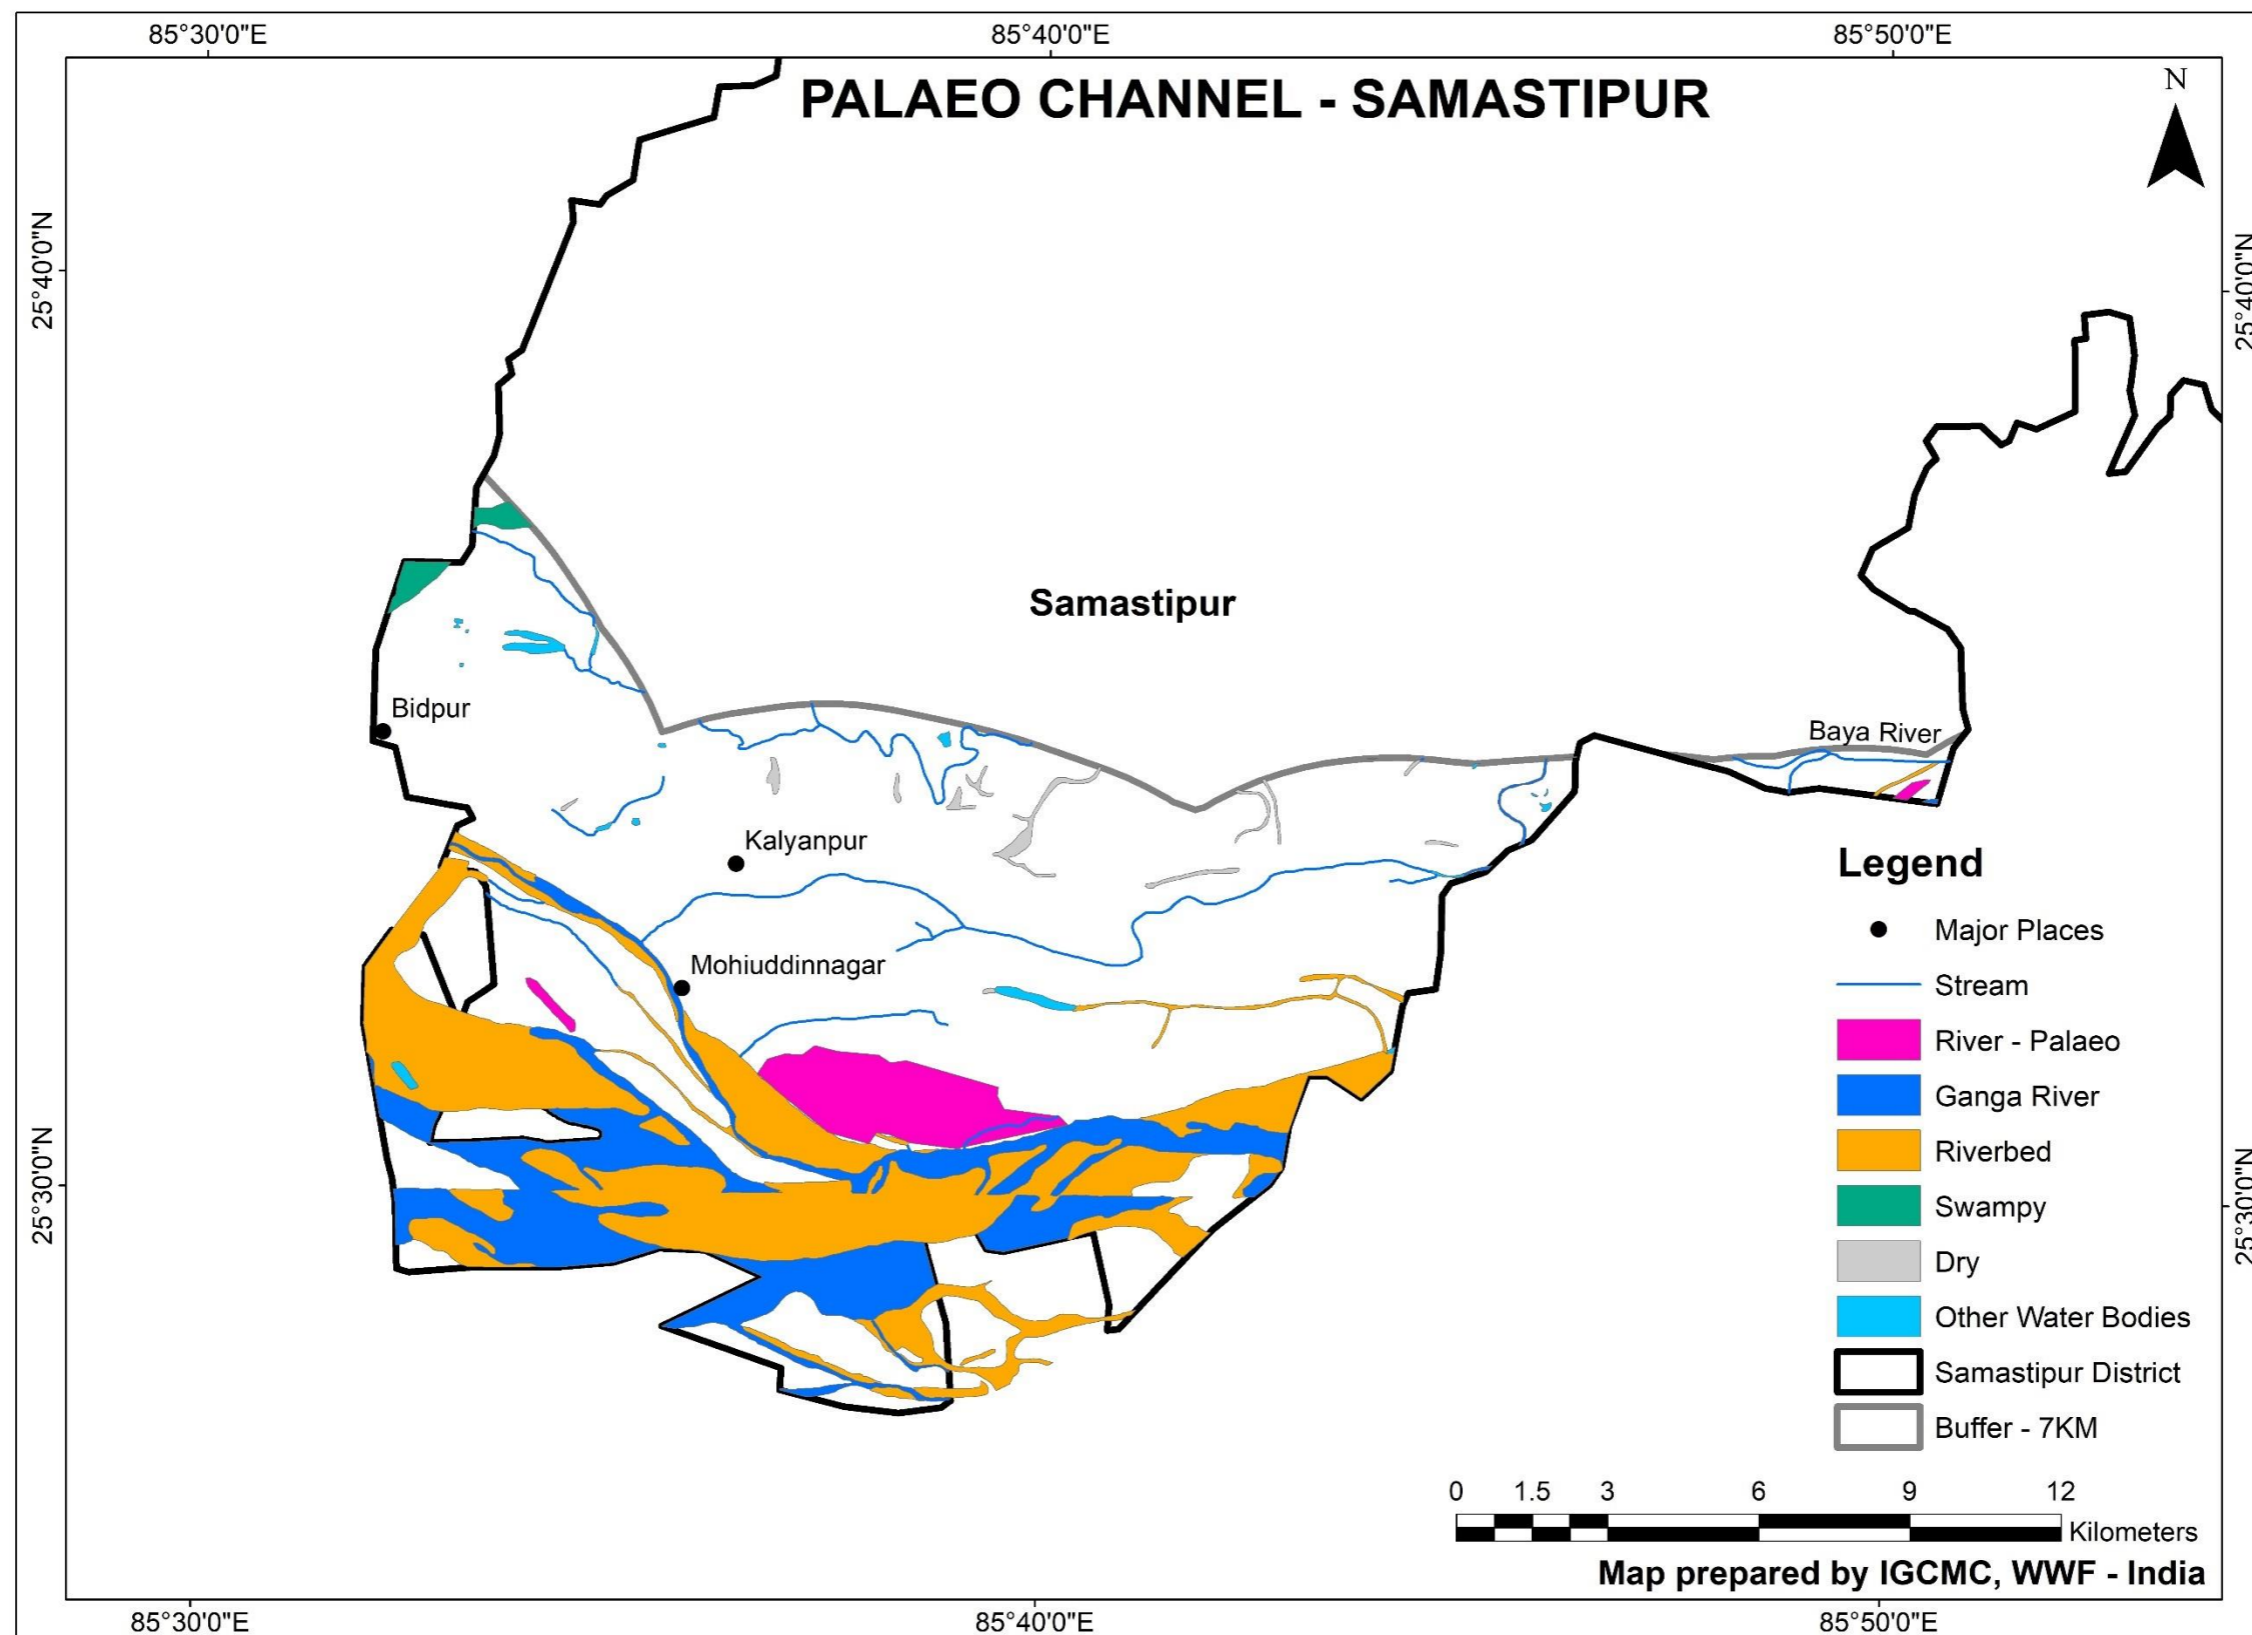 85°30'0"E 85°40'0"E 85°50'0"E
PALAEO CHANNEL - SAMASTIPUR
N
25°40'0"N
25°40'0"N
Samastipur
Bidpur
Baya River
Kalyanpur
Mohiuddinnagar
25°30'0"N
25°30'0"N
Legend
Major Places
Stream
River - Palaeo
Ganga River
Riverbed
Swampy
Dry
Other Water Bodies
Samastipur District
Buffer - 7KM
0 1.5 3 6 9 12
Kilometers
Map prepared by IGCMC, WWF - India
85°30'0"E 85°40'0"E 85°50'0"E